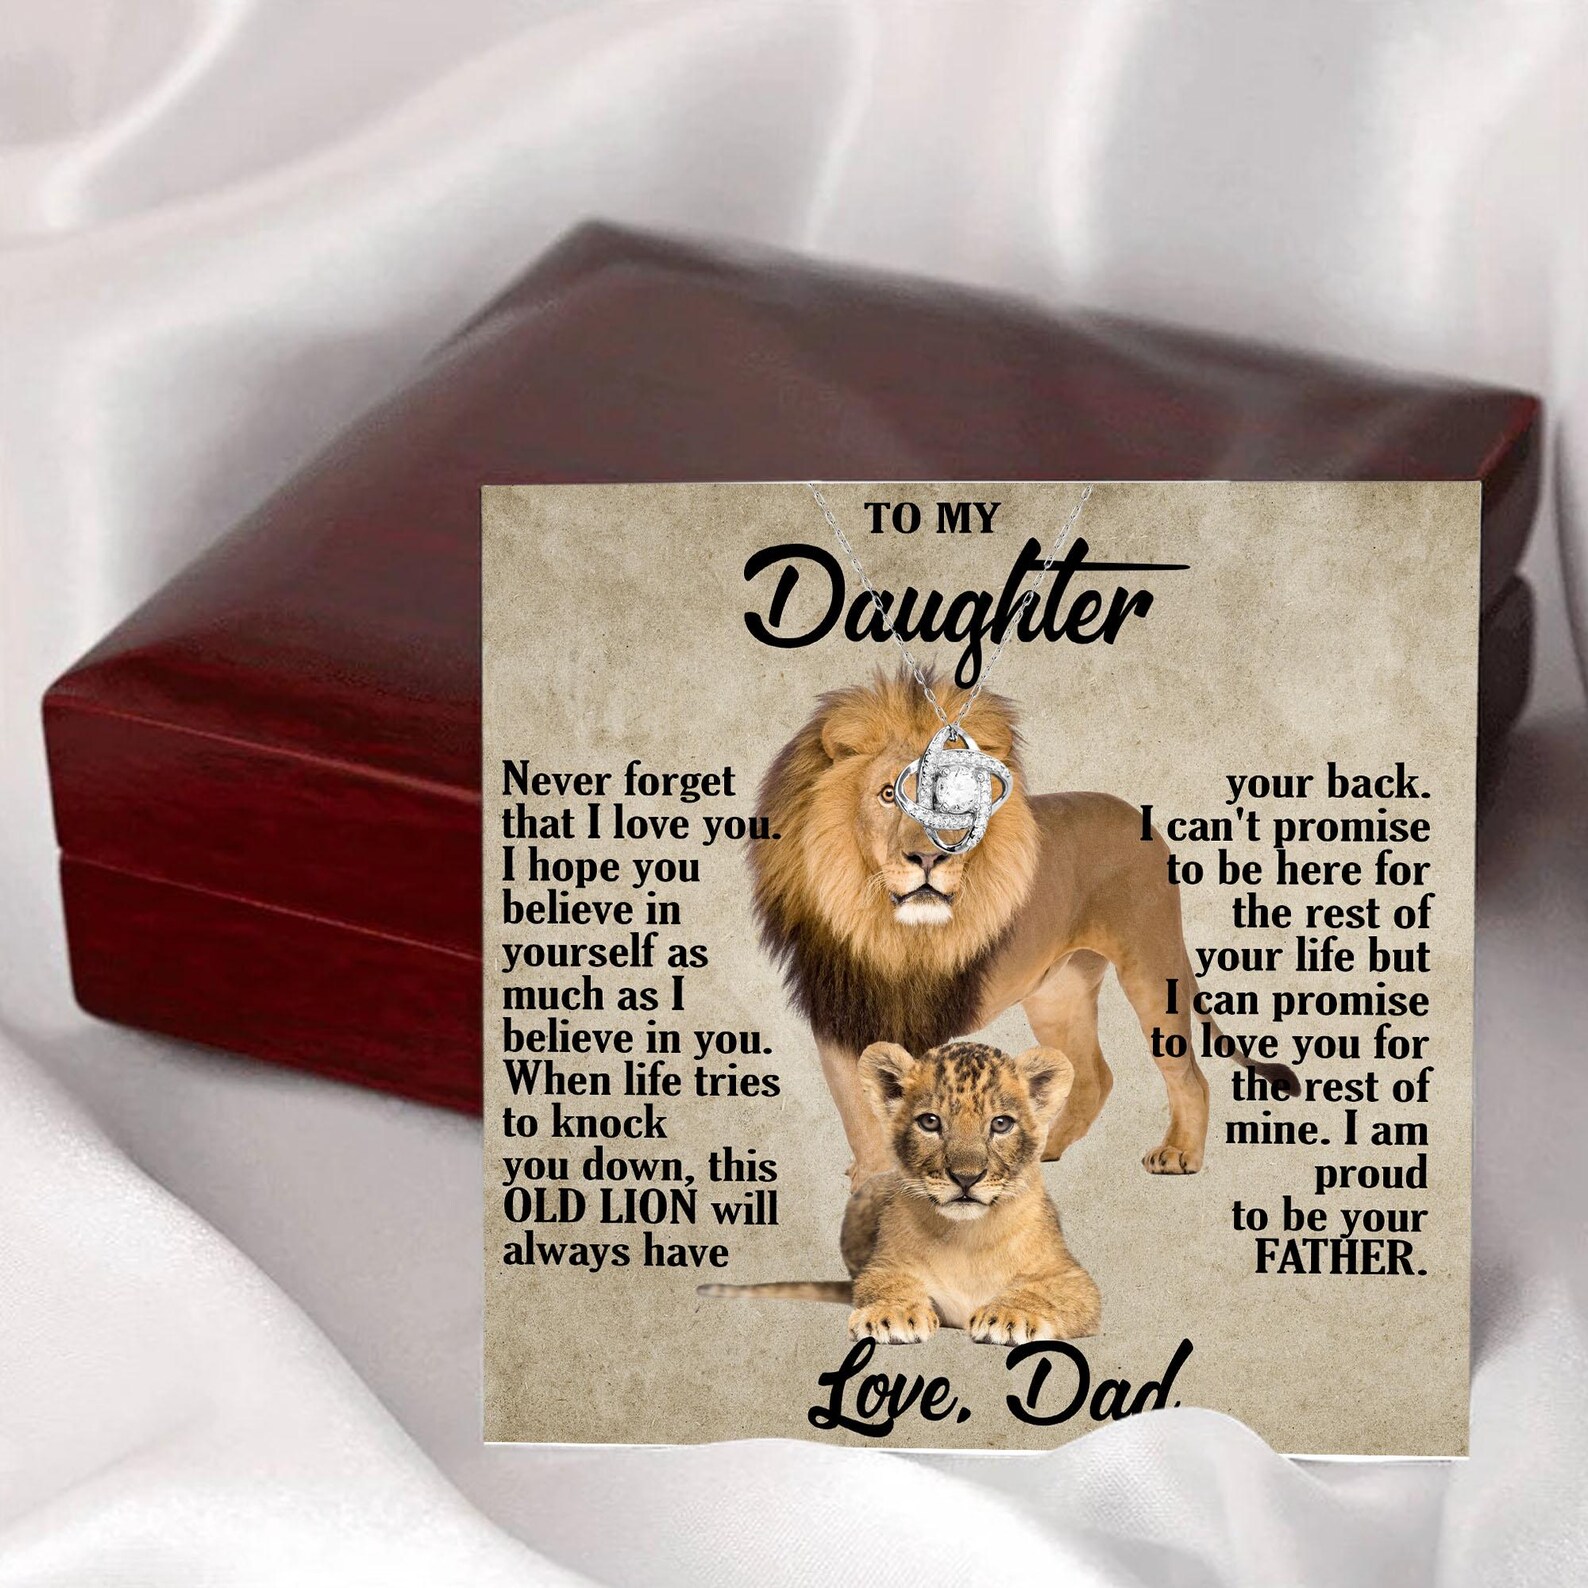 TO MY
Daughter
Never forget
that I love you.
I hope you
believe in
yourself as
much as I
believe in you.
When life tries
to knock
you down, this
OLD LION will
always have
your back.
I can't promise
to be here for
the rest of
your life but
I can promise
to love you for
the rest of
mine. I am
proud
to be your
FATHER.
Love, Dad